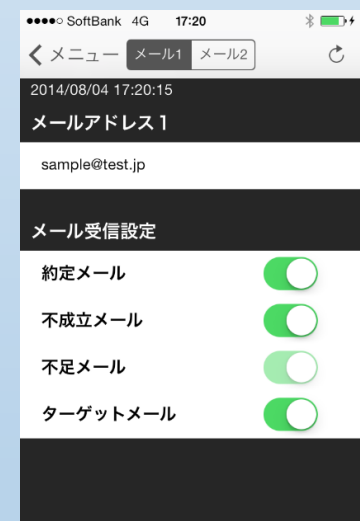 SoftBank 4G 17:20
メニュー メール1 メール2
2014/08/04 17:20:15
メールアドレス1
sample@test.jp
メール受信設定
約定メール
不成立メール
不足メール
ターゲットメール